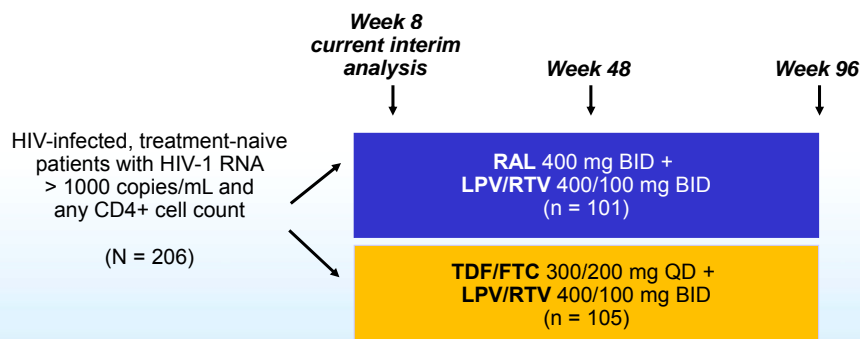 Week 8
current interim
analysis
Week 48
Week 96
HIV-infected, treatment-naive
patients with HIV-1 RNA
> 1000 copies/mL and
any CD4+ cell count
(N = 206)
RAL 400 mg BID +
LPV/RTV 400/100 mg BID
(n = 101)
TDF/FTC 300/200 mg QD +
LPV/RTV 400/100 mg BID
(n = 105)